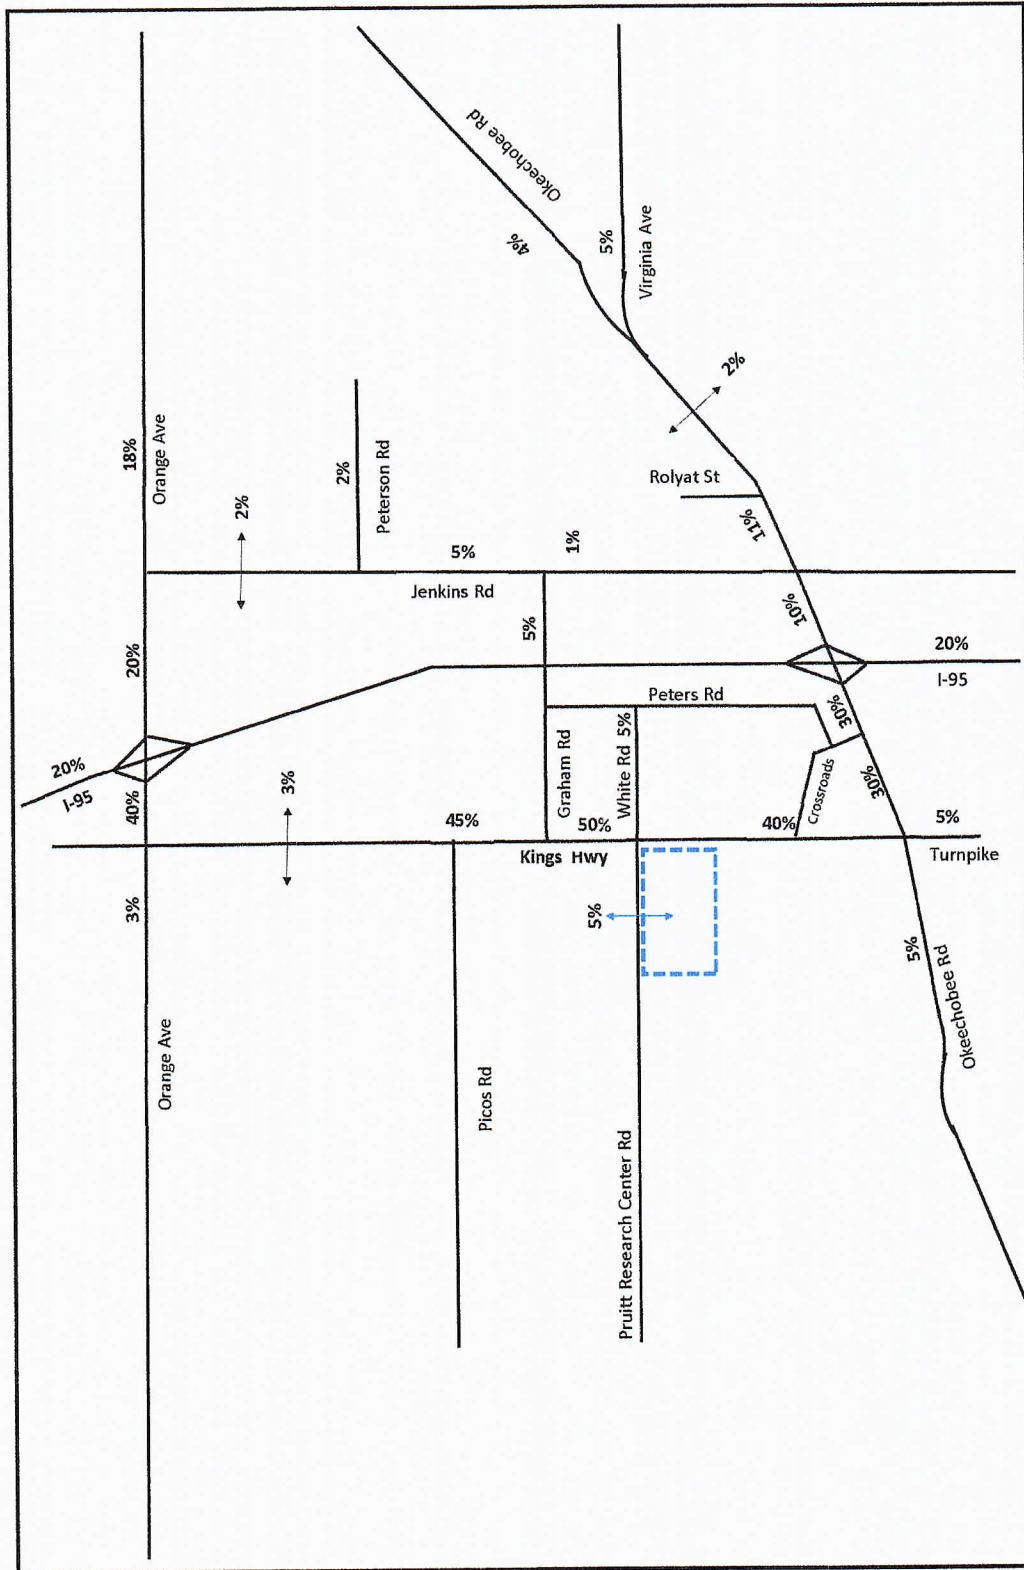 Okeechobee Rd
4%
5%
Virginia Ave
2%
18%
Orange Ave
2%
2%
Peterson Rd
Rolyat St
11%
5%
1%
Jenkins Rd
10%
5%
20%
20%
I-95
Peters Rd
30%
20%
I-95
40%
3%
Graham Rd
White Rd
5%
Crossroads
30%
45%
50%
40%
5%
Kings Hwy
Turnpike
3%
5%
5%
Okeechobee Rd
Orange Ave
Picos Rd
Pruitt Research Center Rd